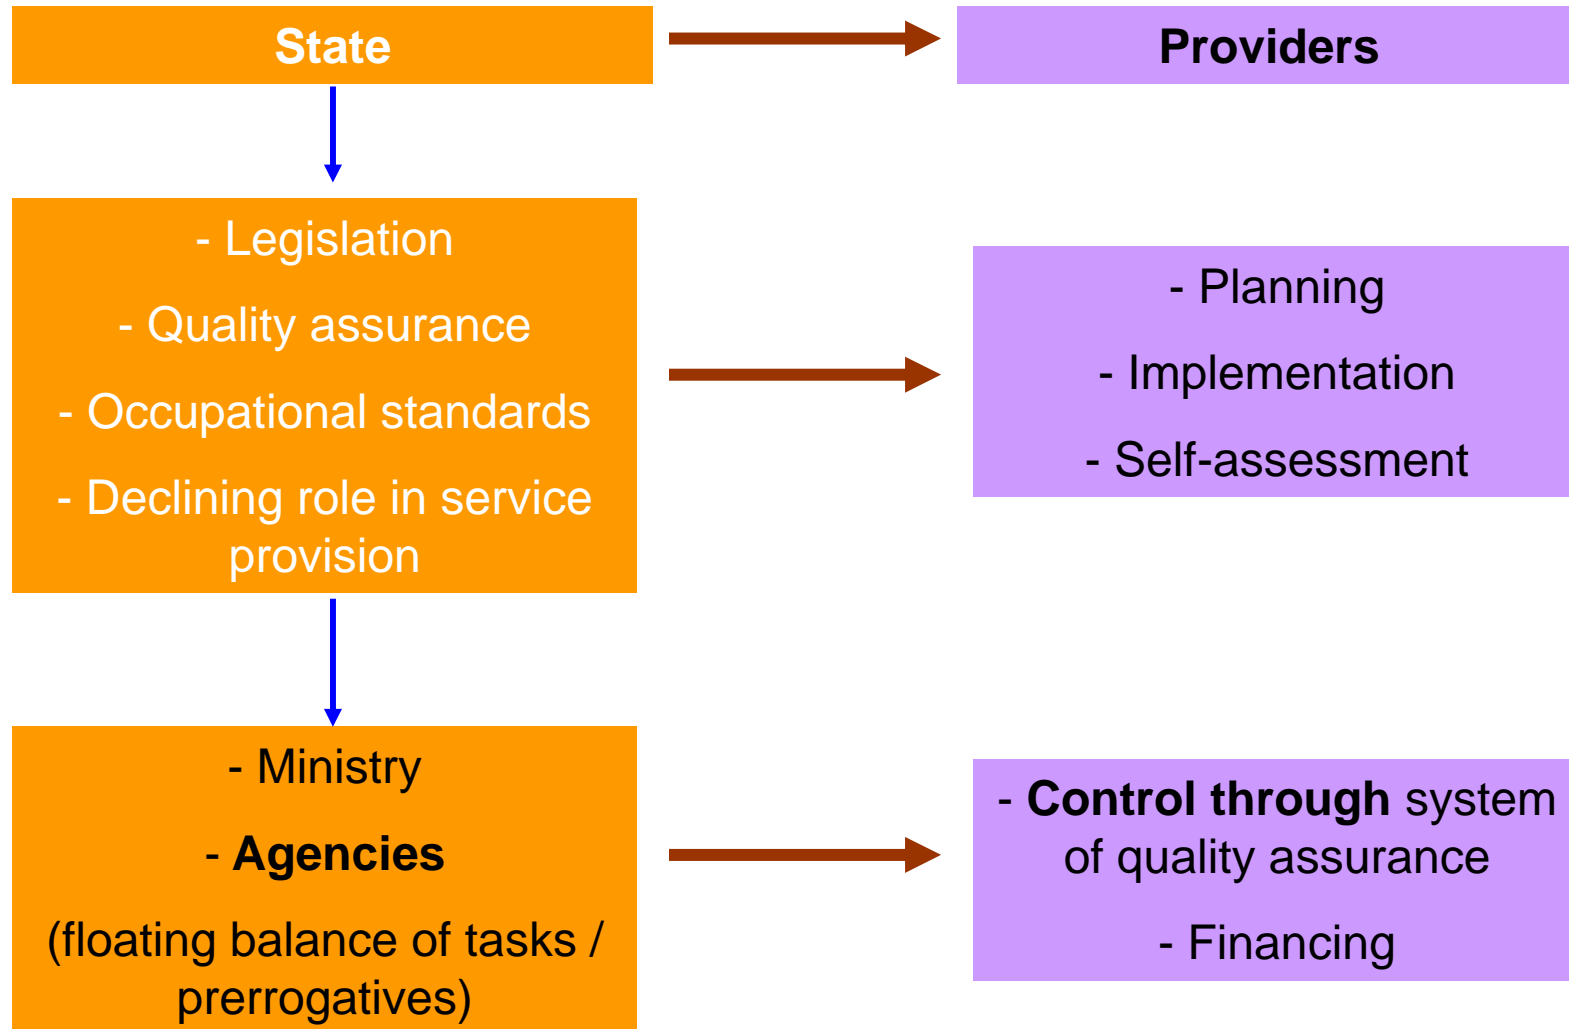 State
Providers
- Legislation
- Quality assurance
- Occupational standards
- Declining role in service
provision
- Planning
- Implementation
- Self-assessment
- Ministry
- Agencies
(floating balance of tasks /
prerrogatives)
- Control through system
of quality assurance
- Financing